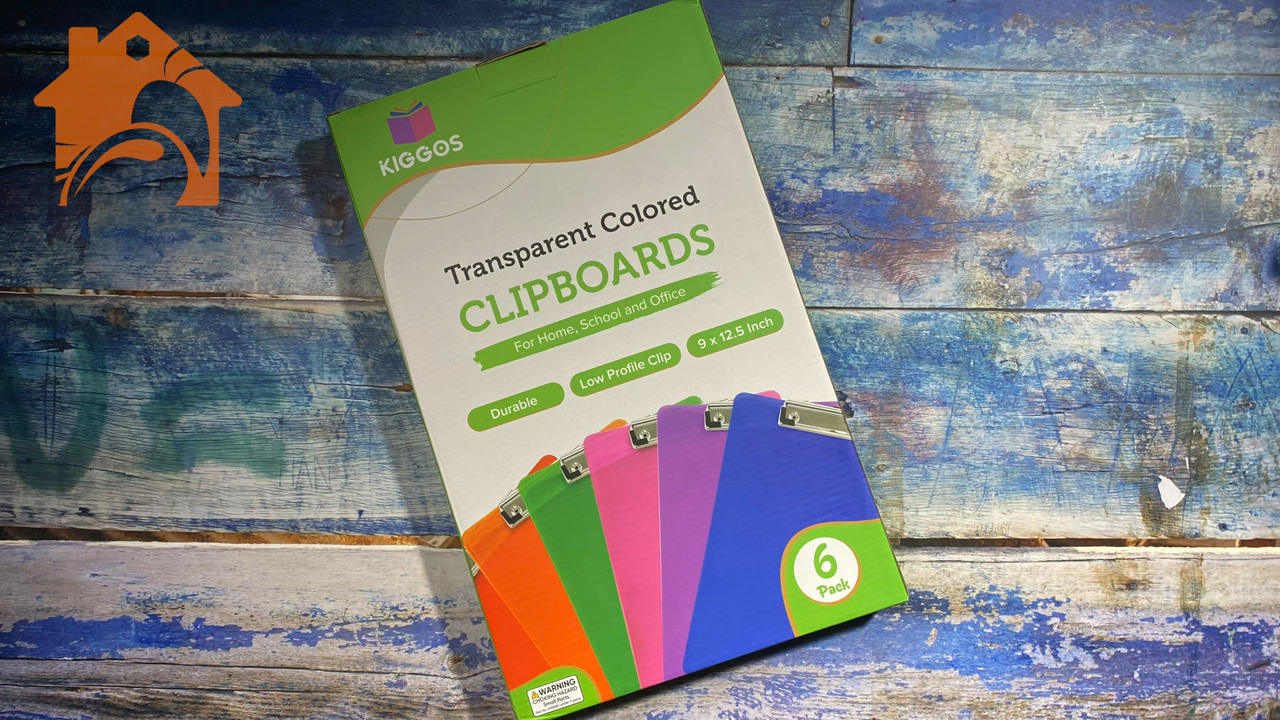 KIGGOS
Transparent Colored
CLIPBOARDS
For Home, School and Office
Durable
Low Profile Clip
9 x 12.5 Inch
6
Pack
WARNING
CHOKING HAZARD
Small Parts.